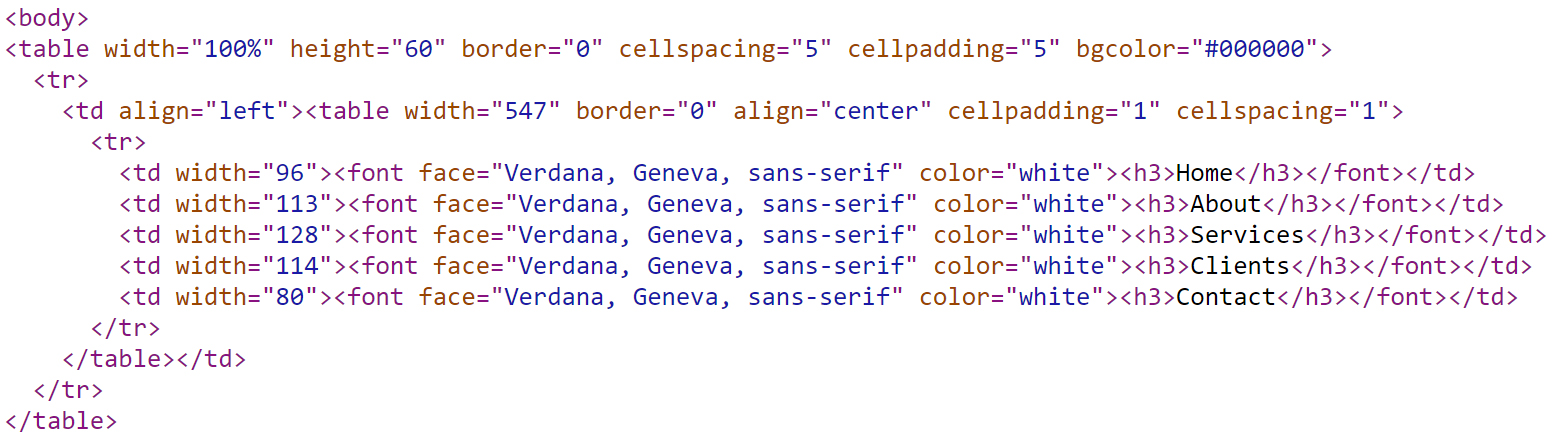 <body>
<table width="100%" height="60" border="0" cellspacing="5" cellpadding="5" bgcolor="#000000">
  <tr>
    <td align="left"><table width="547" border="0" align="center" cellpadding="1" cellspacing="1">
      <tr>
        <td width="96"><font face="Verdana, Geneva, sans-serif" color="white"><h3>Home</h3></font></td>
        <td width="113"><font face="Verdana, Geneva, sans-serif" color="white"><h3>About</h3></font></td>
        <td width="128"><font face="Verdana, Geneva, sans-serif" color="white"><h3>Services</h3></font></td>
        <td width="114"><font face="Verdana, Geneva, sans-serif" color="white"><h3>Clients</h3></font></td>
        <td width="80"><font face="Verdana, Geneva, sans-serif" color="white"><h3>Contact</h3></font></td>
      </tr>
    </table></td>
  </tr>
</table>